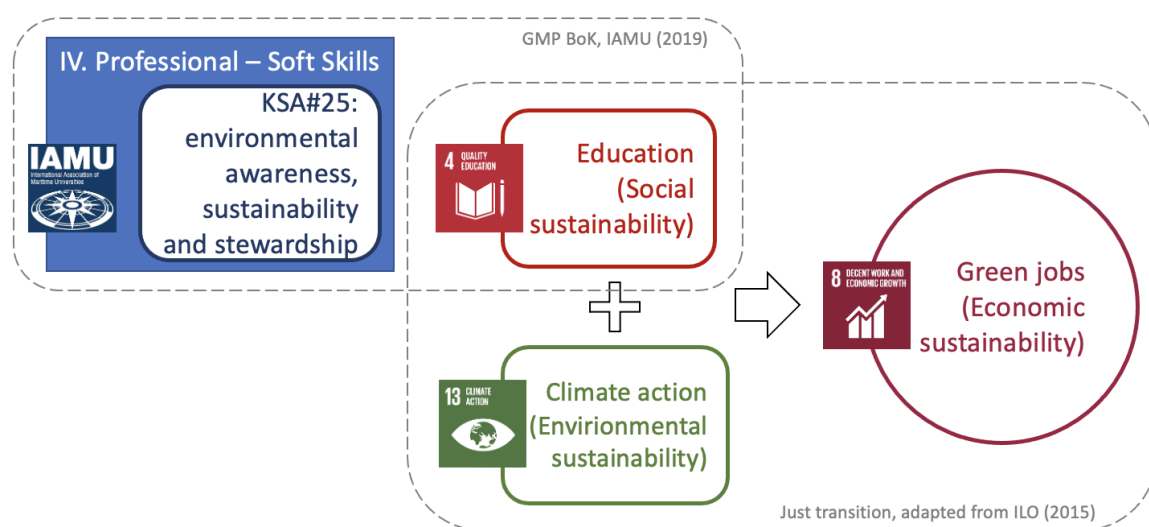 GMP BoK, IAMU (2019)
IV. Professional – Soft Skills
KSA#25:
environmental
awareness,
sustainability
and stewardship
IAMU
International Association of
Maritime Universities
4 QUALITY
EDUCATION
Education
(Social
sustainability)
13 CLIMATE
ACTION
Climate action
(Envirionmental
sustainability)
8 DECENT WORK AND
ECONOMIC GROWTH
Green jobs
(Economic
sustainability)
Just transition, adapted from ILO (2015)